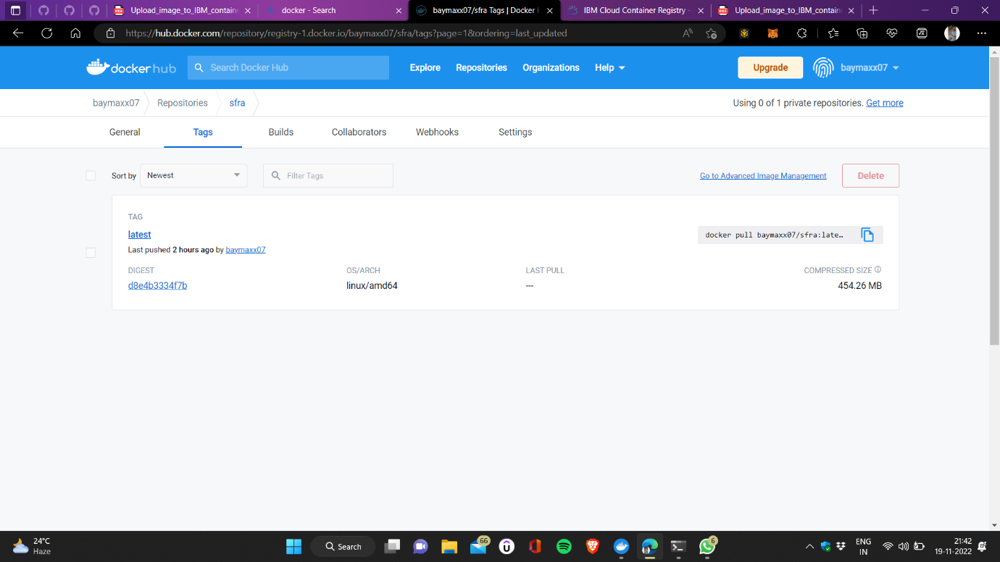 Upload_image_to_IBM_containe
docker - Search
baymaxx07/sfra Tags | Docker H
IBM Cloud Container Registry -
Upload_image_to_IBM_containe
https://hub.docker.com/repository/registry-1.docker.io/baymaxx07/sfra/tags?page=1&ordering=last_updated
docker hub
Search Docker Hub
Explore
Repositories
Organizations
Help
Upgrade
baymaxx07
baymaxx07
Repositories
sfra
Using 0 of 1 private repositories. Get more
General
Tags
Builds
Collaborators
Webhooks
Settings
Sort by
Newest
Filter Tags
Go to Advanced Image Management
Delete
TAG
latest
docker pull baymaxx07/sfra:late…
Last pushed 2 hours ago by baymaxx07
DIGEST
OS/ARCH
LAST PULL
COMPRESSED SIZE
d8e4b3334f7b
linux/amd64
---
454.26 MB
24°C
Haze
Search
66
6
ENG
IN
21:42
19-11-2022